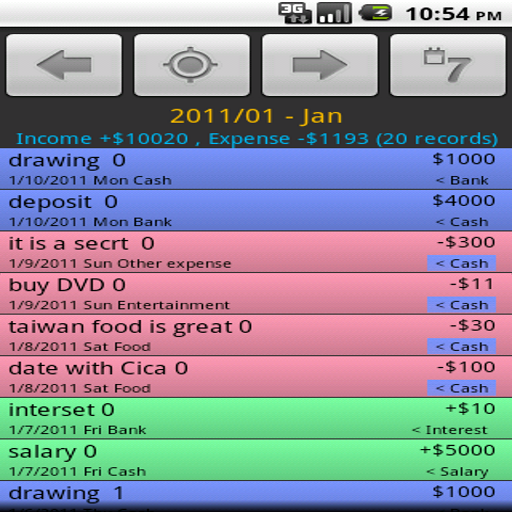 3G 10:54 PM
7
2011/01 - Jan
Income +$10020 , Expense -$1193 (20 records)
drawing 0 $1000
1/10/2011 Mon Cash < Bank
deposit 0 $4000
1/10/2011 Mon Bank < Cash
it is a secrt 0 -$300
1/9/2011 Sun Other expense < Cash
buy DVD 0 -$11
1/9/2011 Sun Entertainment < Cash
taiwan food is great 0 -$30
1/8/2011 Sat Food < Cash
date with Cica 0 -$100
1/8/2011 Sat Food < Cash
interset 0 +$10
1/7/2011 Fri Bank < Interest
salary 0 +$5000
1/7/2011 Fri Cash < Salary
drawing 1 $1000